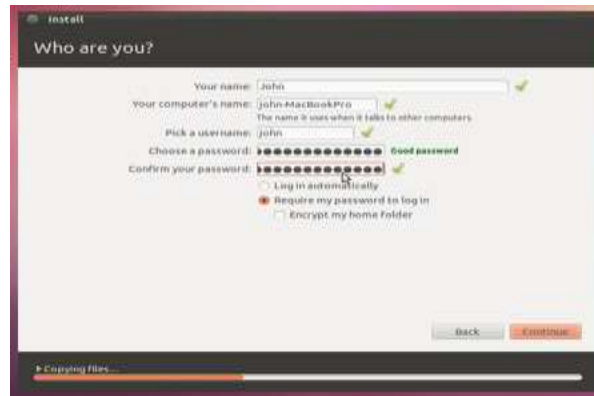 Install
Who are you?
Your name: John
Your computer's name: john-MacBookPro
The name it uses when it talks to other computers.
Pick a username: john
Choose a password: ●●●●●●●●●●●●● Good password
Confirm your password: ●●●●●●●●●●●●●
Log in automatically
Require my password to log in
Encrypt my home folder
Back Continue
Copying files...